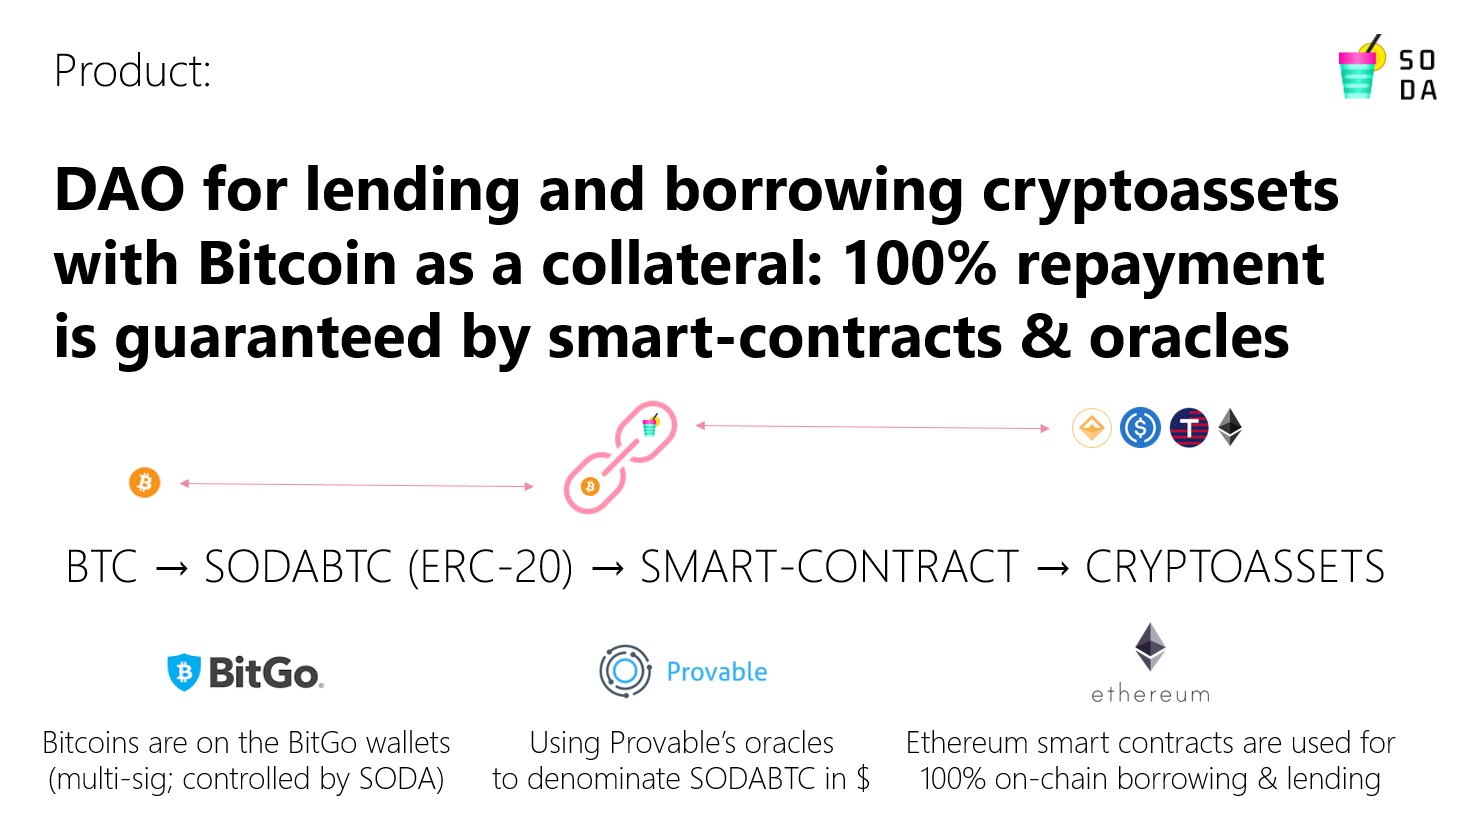 Product:
SO
DA
DAO for lending and borrowing cryptoassets
with Bitcoin as a collateral: 100% repayment
is guaranteed by smart-contracts & oracles
BTC → SODABTC (ERC-20) → SMART-CONTRACT → CRYPTOASSETS
BitGo®
Provable
ethereum
Bitcoins are on the BitGo wallets
(multi-sig; controlled by SODA)
Using Provable’s oracles
to denominate SODABTC in $
Ethereum smart contracts are used for
100% on-chain borrowing & lending